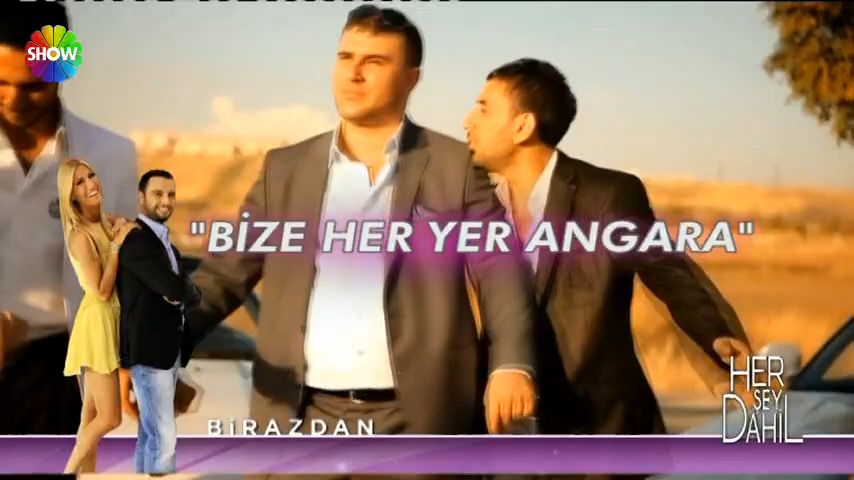 SHOW
"BİZE HER YER ANGARA"
BİRAZDAN
HER
ŞEY
DAHİL